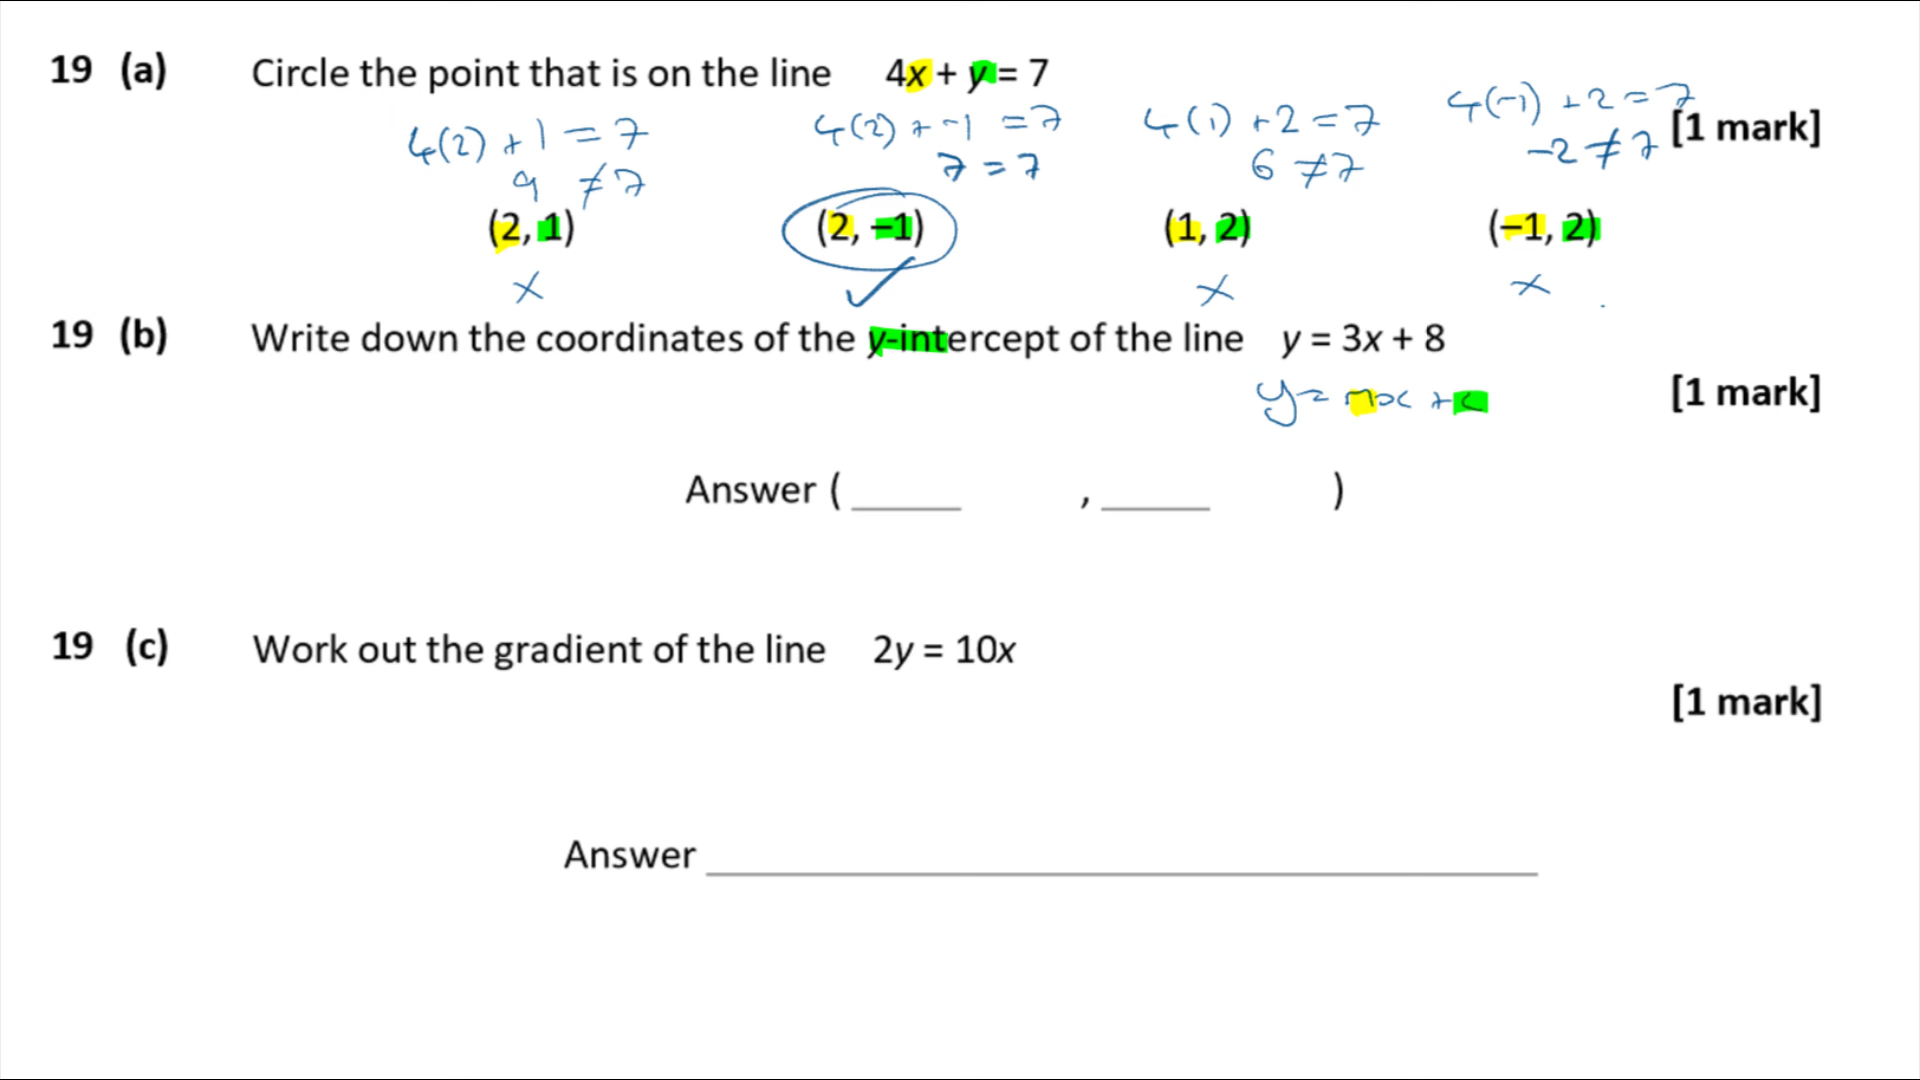 19 (a) Circle the point that is on the line 4x + y = 7
4(2) + 1 = 7 4(2) + -1 = 7 4(1) + 2 = 7 4(-1) + 2 = 7
[1 mark]
9 ≠ 7 7 = 7 6 ≠ 7 -2 ≠ 7
(2, 1) (2, –1) (1, 2) (–1, 2)
x ✓ x x
19 (b) Write down the coordinates of the y-intercept of the line y = 3x + 8
y = mx + c [1 mark]
Answer ( _____ , _____ )
19 (c) Work out the gradient of the line 2y = 10x
[1 mark]
Answer ______________________________